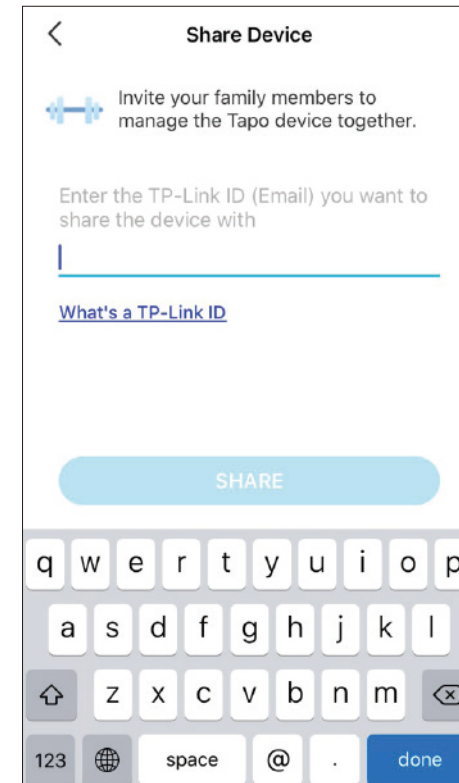 Share Device
Invite your family members to
manage the Tapo device together.
Enter the TP-Link ID (Email) you want to
share the device with
What's a TP-Link ID
SHARE
q w e r t y u i o p
a s d f g h j k l
z x c v b n m
123 space @ . done